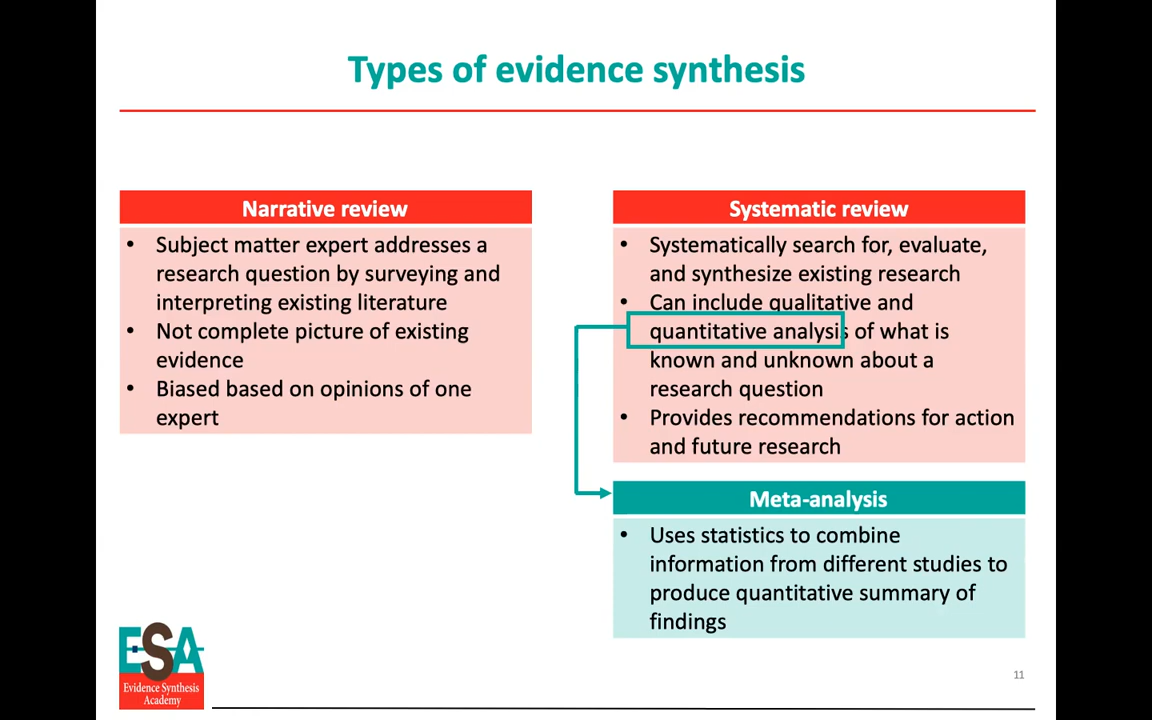 Types of evidence synthesis
Narrative review
• Subject matter expert addresses a
research question by surveying and
interpreting existing literature
• Not complete picture of existing
evidence
• Biased based on opinions of one
expert
Systematic review
• Systematically search for, evaluate,
and synthesize existing research
• Can include qualitative and
quantitative analysis of what is
known and unknown about a
research question
• Provides recommendations for action
and future research
Meta-analysis
• Uses statistics to combine
information from different studies to
produce quantitative summary of
findings
ESA
Evidence Synthesis
Academy
11